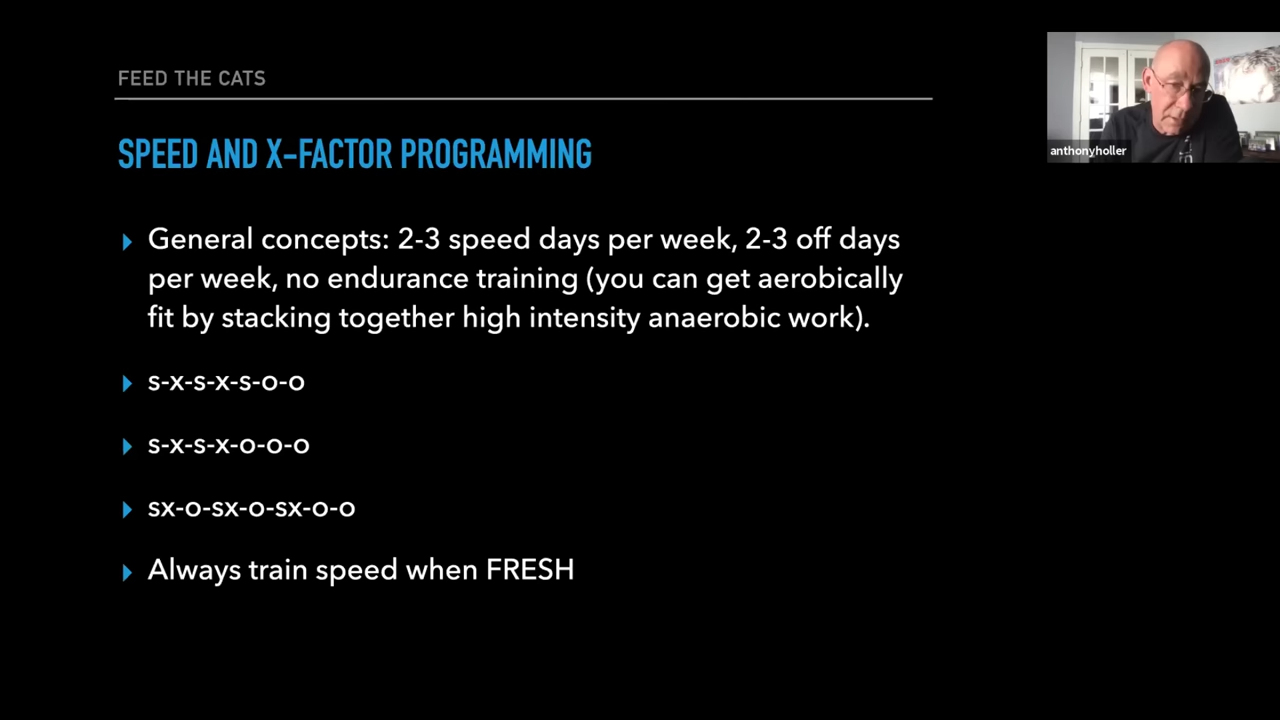 FEED THE CATS
SPEED AND X-FACTOR PROGRAMMING
General concepts: 2-3 speed days per week, 2-3 off days
per week, no endurance training (you can get aerobically
fit by stacking together high intensity anaerobic work).
s-x-s-x-s-o-o
s-x-s-x-o-o-o
sx-o-sx-o-sx-o-o
Always train speed when FRESH
anthonyholler